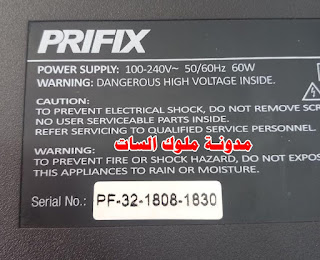 PRIFIX
POWER SUPPLY: 100-240V~ 50/60Hz 60W
WARNING: DANGEROUS HIGH VOLTAGE INSIDE.
CAUTION:
TO PREVENT ELECTRICAL SHOCK, DO NOT REMOVE SCR
NO USER SERVICEABLE PARTS INSIDE.
REFER SERVICING TO QUALIFIED SERVICE PERSONNEL
مدونة ملوك السات
WARNING:
TO PREVENT FIRE OR SHOCK HAZARD, DO NOT EXPOS
THIS APPLIANCES TO RAIN OR MOISTURE.
Serial No.: PF-32-1808-1830